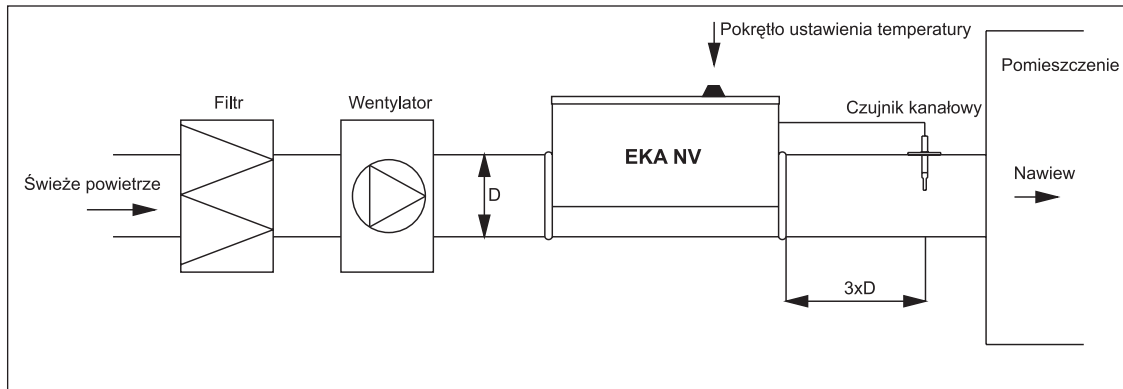 Pokrętło ustawienia temperatury
Pomieszczenie
Filtr
Wentylator
Czujnik kanałowy
EKA NV
Świeże powietrze
D
Nawiew
3xD